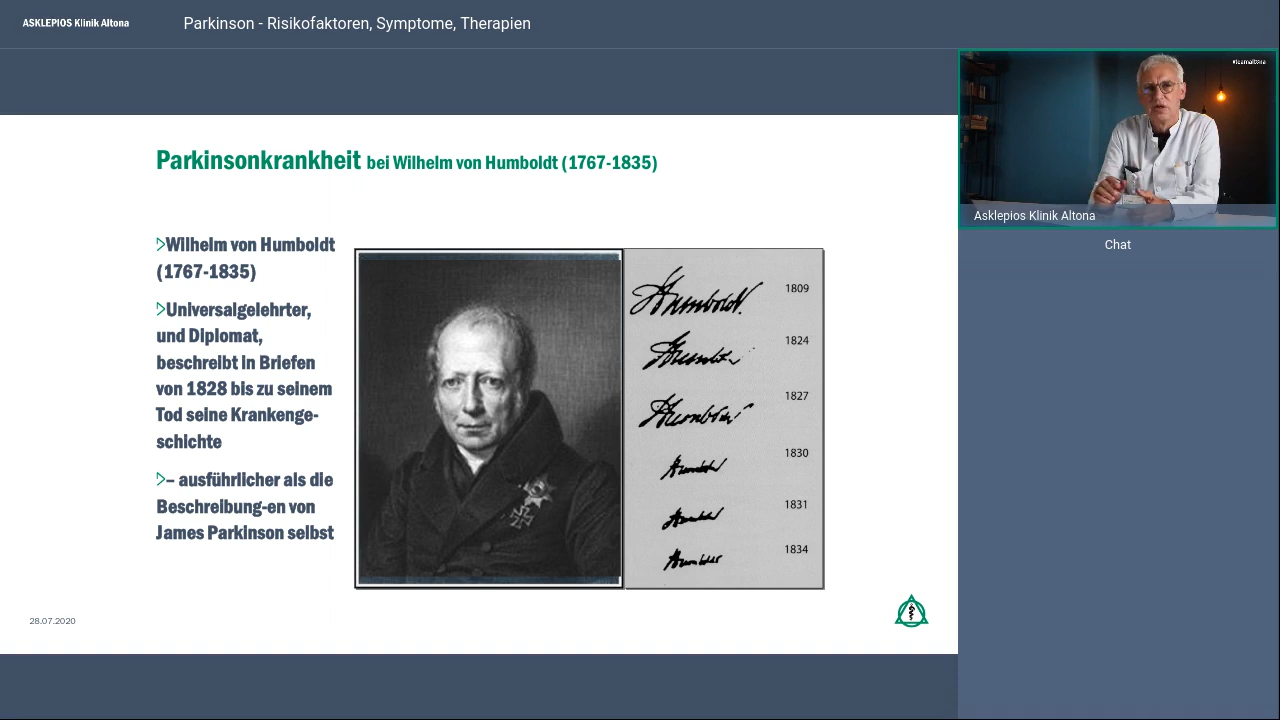 ASKLEPIOS Klinik Altona
Parkinson - Risikofaktoren, Symptome, Therapien
#teamaltona
Asklepios Klinik Altona
Chat
Parkinsonkrankheit bei Wilhelm von Humboldt (1767-1835)
Wilhelm von Humboldt
(1767-1835)
Universalgelehrter,
und Diplomat,
beschreibt in Briefen
von 1828 bis zu seinem
Tod seine Krankenge-
schichte
– ausführlicher als die
Beschreibung-en von
James Parkinson selbst
Humboldt. 1809
1824
1827
1830
1831
1834
28.07.2020